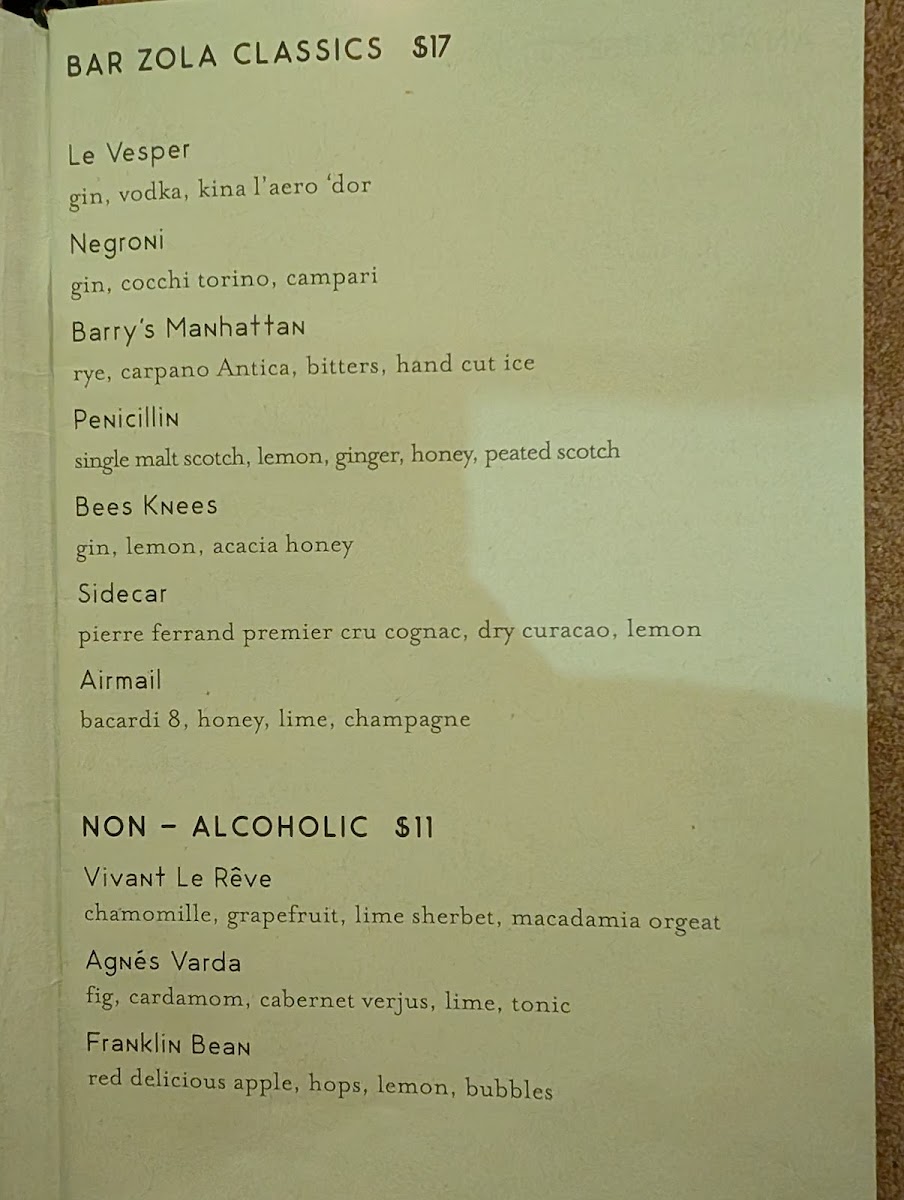 BAR ZOLA CLASSICS $17
Le Vesper
gin, vodka, kina l'aero 'dor
Negroni
gin, cocchi torino, campari
Barry's Manhattan
rye, carpano Antica, bitters, hand cut ice
Penicillin
single malt scotch, lemon, ginger, honey, peated scotch
Bees Knees
gin, lemon, acacia honey
Sidecar
pierre ferrand premier cru cognac, dry curacao, lemon
Airmail
bacardi 8, honey, lime, champagne
NON - ALCOHOLIC $11
Vivant Le Rêve
chamomille, grapefruit, lime sherbet, macadamia orgeat
Agnés Varda
fig, cardamom, cabernet verjus, lime, tonic
Franklin Bean
red delicious apple, hops, lemon, bubbles